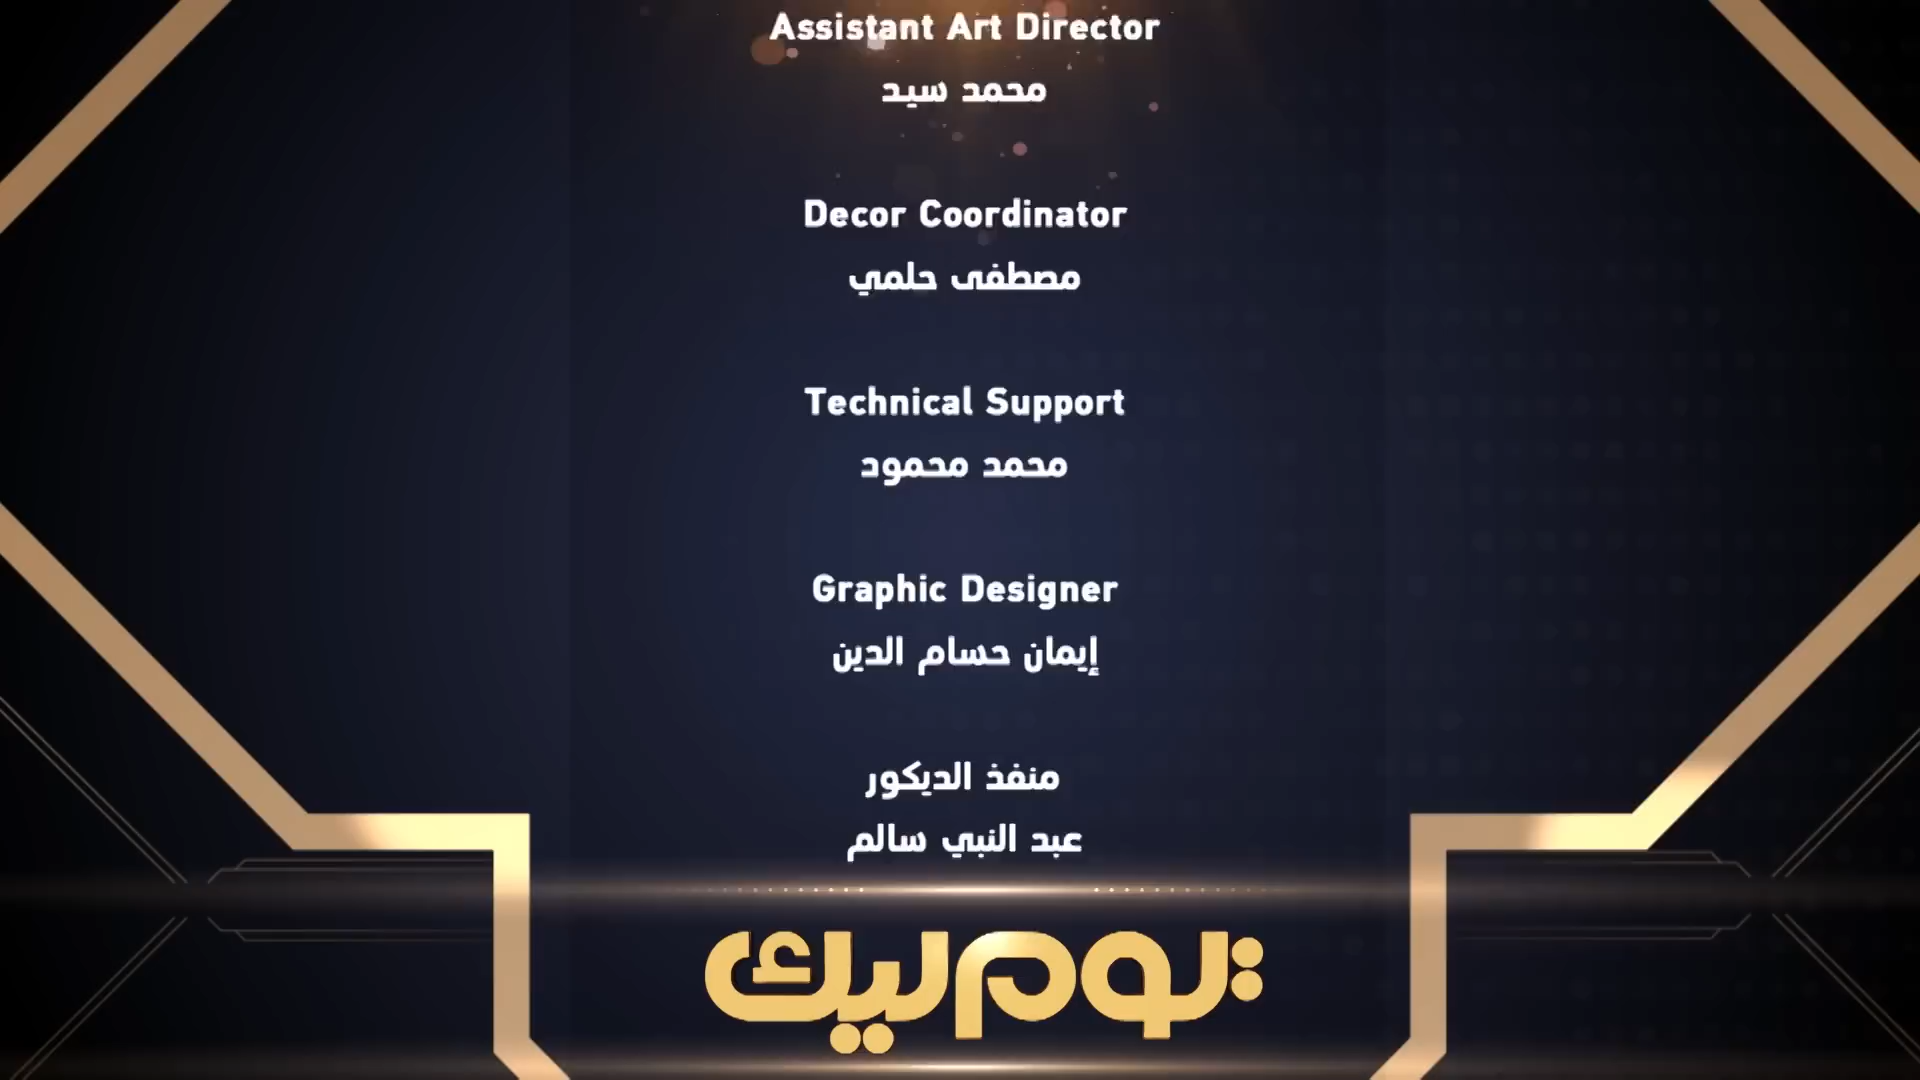 Assistant Art Director
محمد سيد
Decor Coordinator
مصطفى حلمي
Technical Support
محمد محمود
Graphic Designer
إيمان حسام الدين
منفذ الديكور
عبد النبي سالم
توم ليك